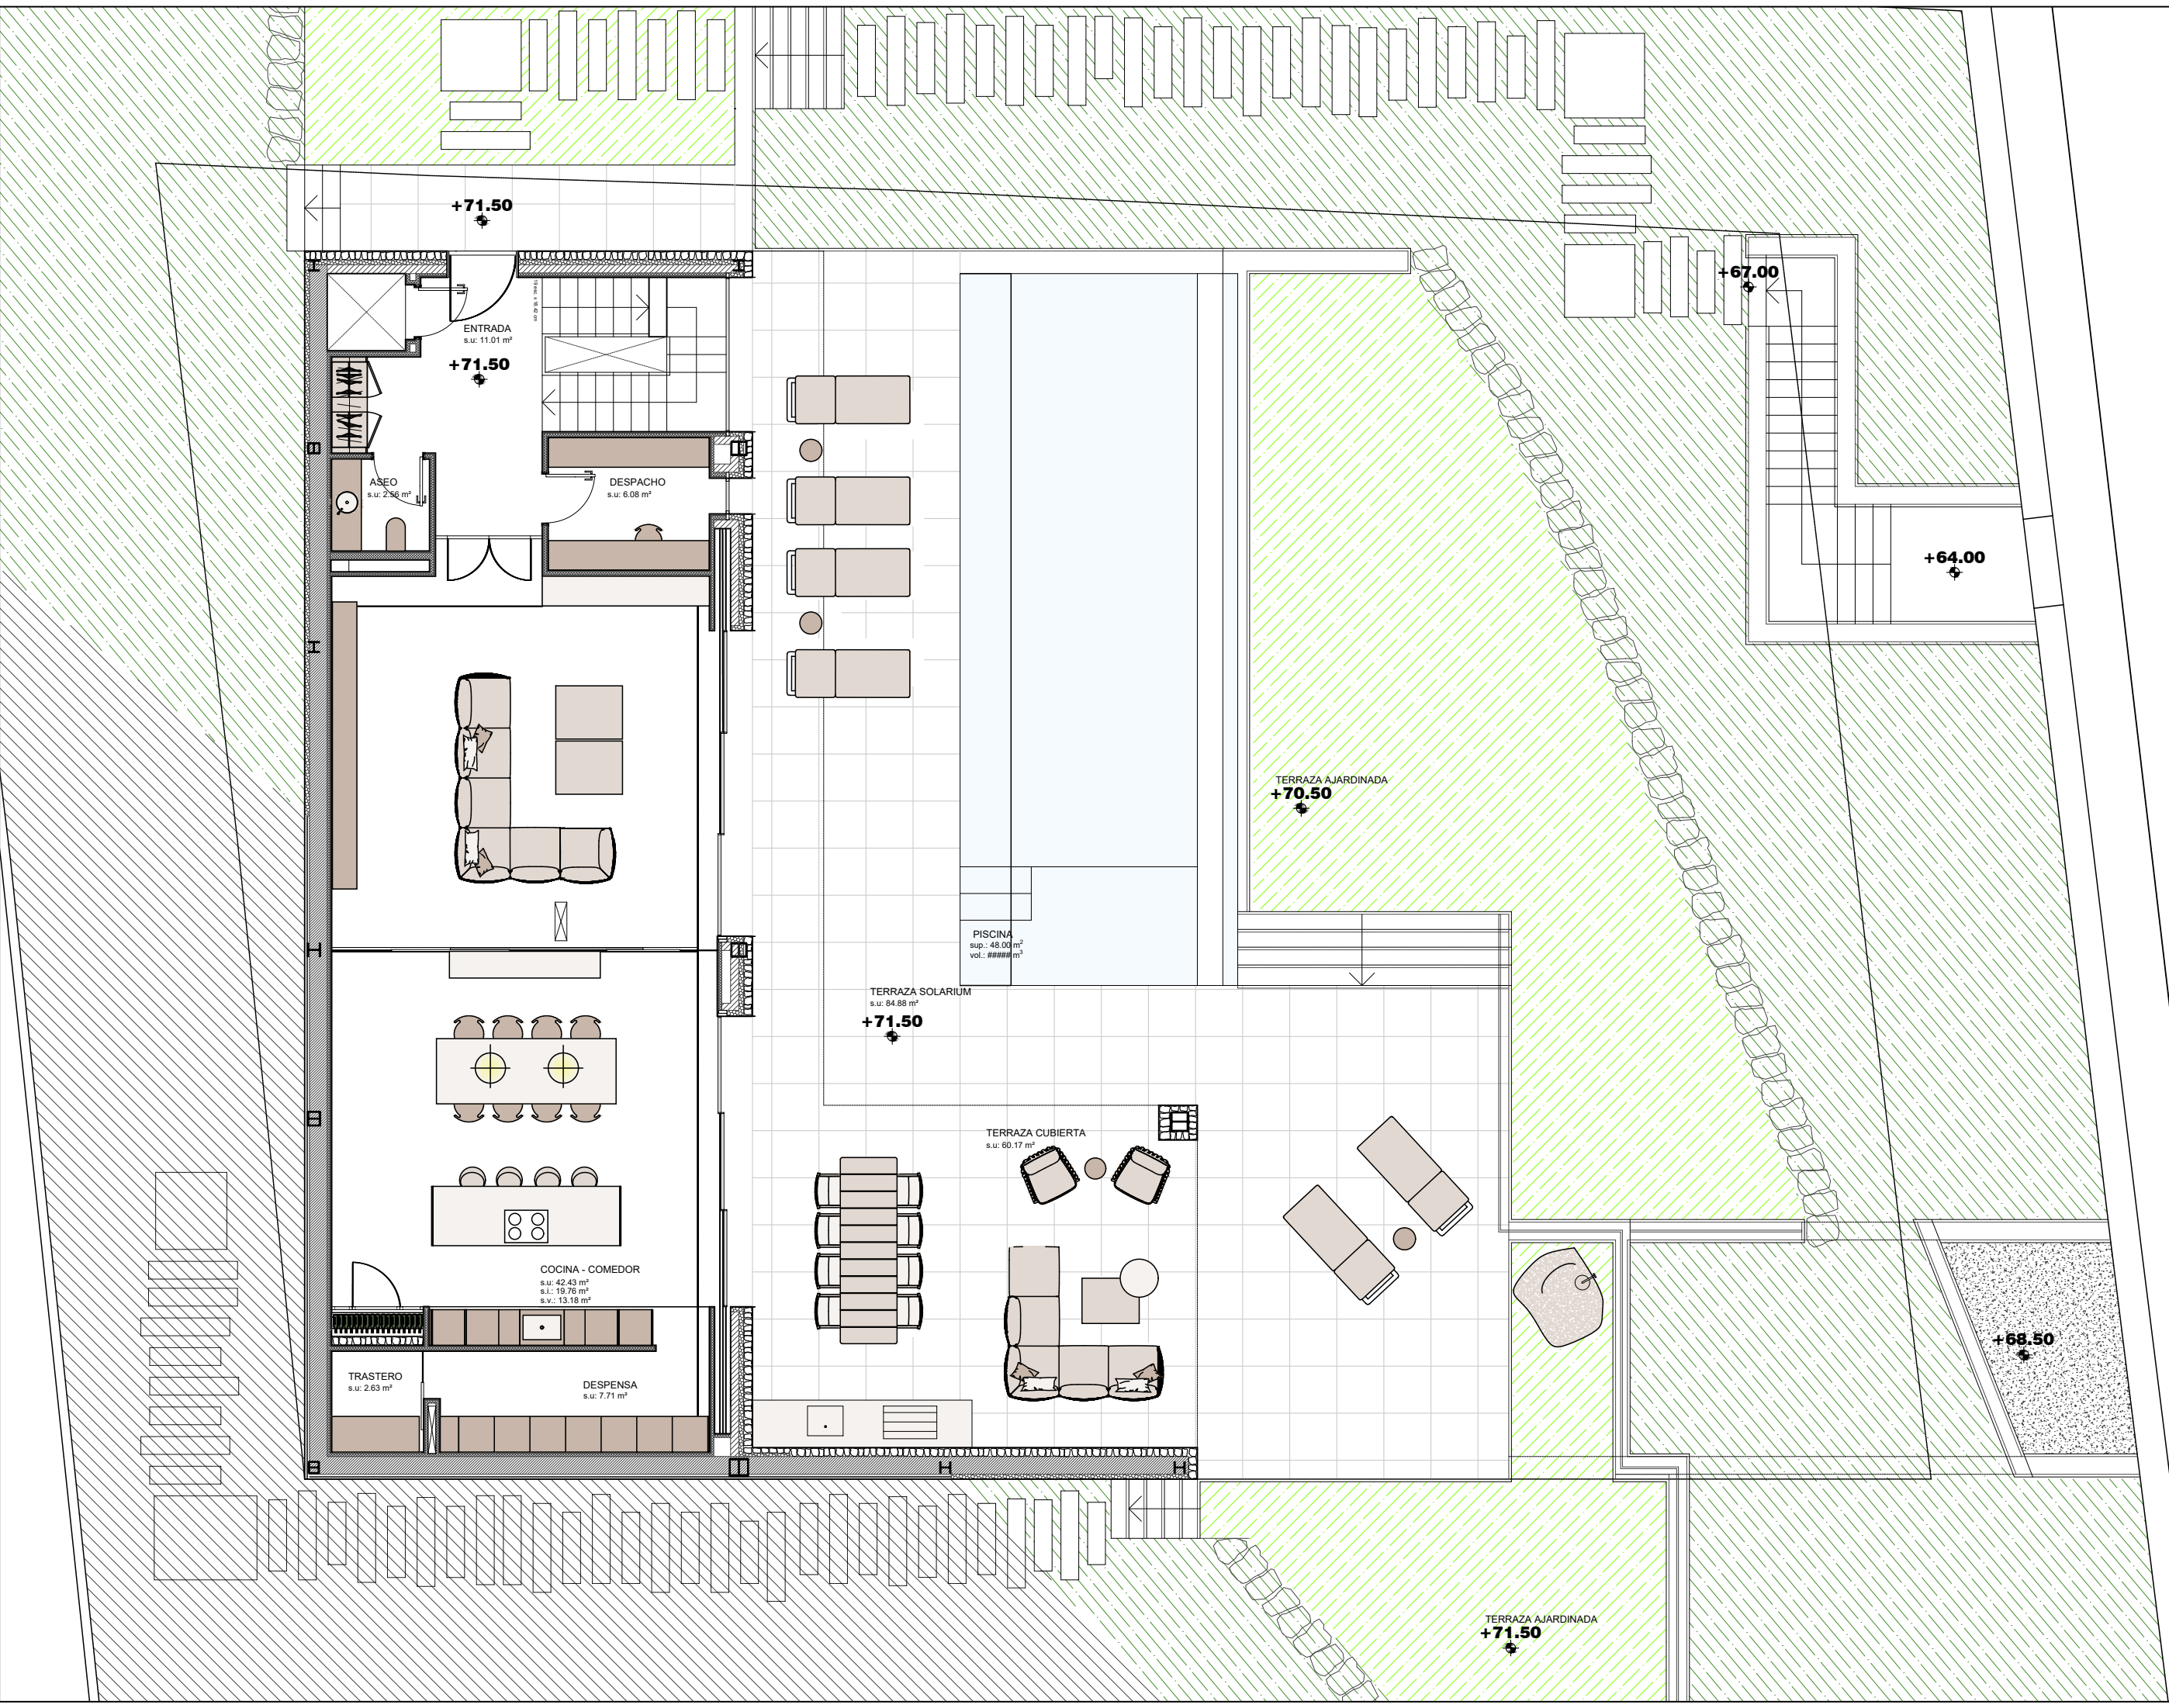 +71.50
+67.00
ENTRADA
s.u: 11.01 m²
+71.50
ASEO
s.u: 2.56 m²
DESPACHO
s.u: 6.08 m²
+64.00
TERRAZA AJARDINADA
+70.50
PISCINA
sup.: 48.00 m²
vol.: ##### m³
TERRAZA SOLARIUM
s.u: 84.88 m²
+71.50
TERRAZA CUBIERTA
s.u: 60.17 m²
COCINA - COMEDOR
s.u: 42.43 m²
s.i.: 19.76 m²
s.v.: 13.18 m²
+68.50
TRASTERO
s.u: 2.63 m²
DESPENSA
s.u: 7.71 m²
TERRAZA AJARDINADA
+71.50